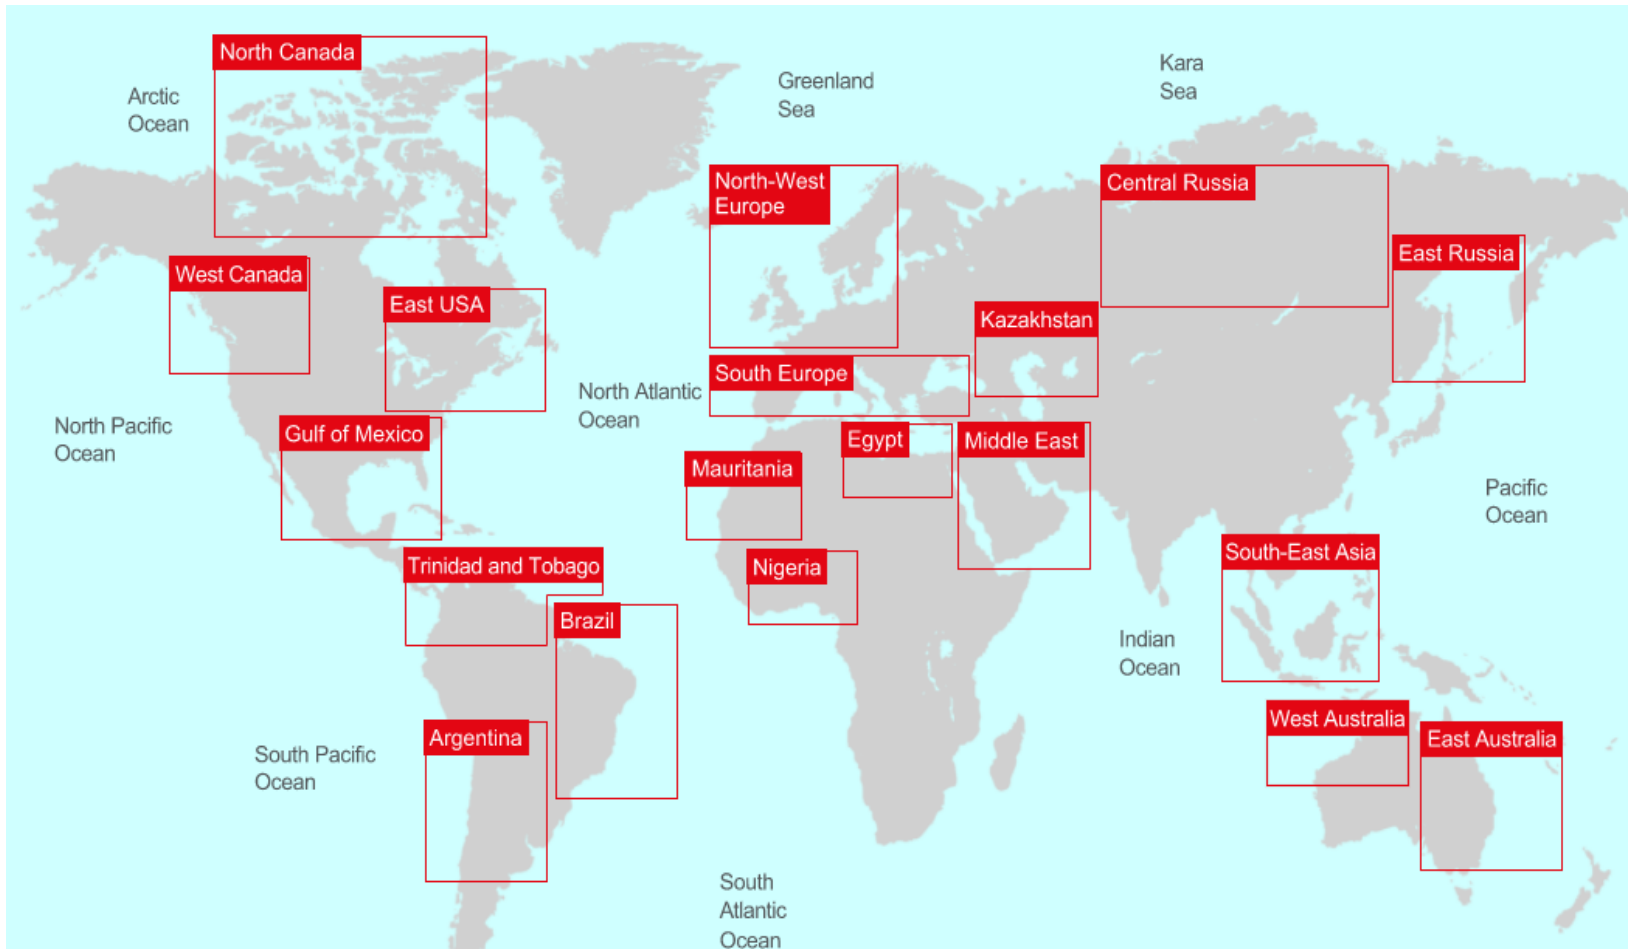 North Canada
Greenland
Sea
Kara
Sea
Arctic
Ocean
North-West
Europe
Central Russia
East Russia
West Canada
East USA
Kazakhstan
South Europe
North Atlantic
Ocean
North Pacific
Ocean
Gulf of Mexico
Egypt
Middle East
Mauritania
Pacific
Ocean
South-East Asia
Trinidad and Tobago
Nigeria
Brazil
Indian
Ocean
West Australia
East Australia
Argentina
South Pacific
Ocean
South
Atlantic
Ocean